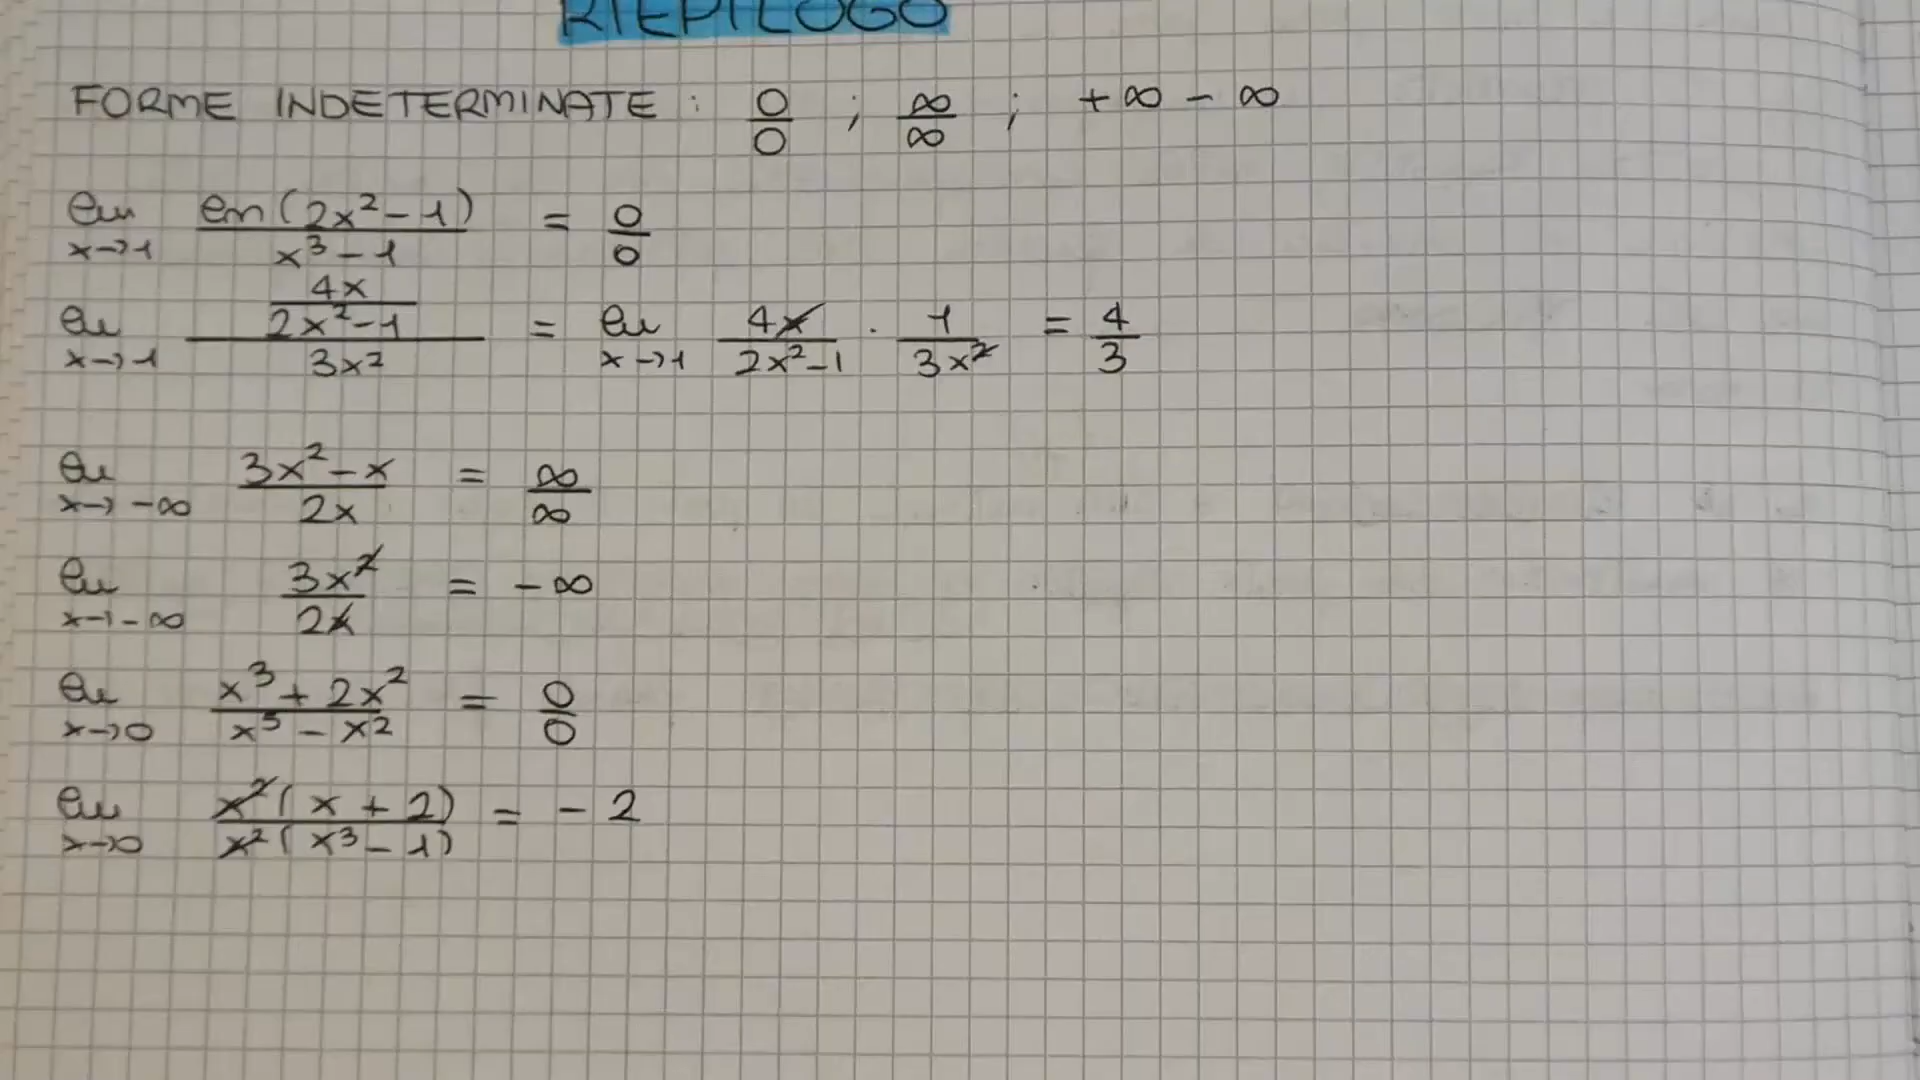 RIEPILOGO
FORME INDETERMINATE : 0/0 ; ∞/∞ ; +∞ - ∞
lim x→1 ln(2x²-1)/(x³-1) = 0/0
lim x→1 (4x/(2x²-1))/(3x²) = lim x→1 4x/(2x²-1) · 1/(3x²) = 4/3
lim x→-∞ (3x²-x)/(2x) = ∞/∞
lim x→-∞ 3x²/(2x) = -∞
lim x→0 (x³+2x²)/(x⁵-x²) = 0/0
lim x→0 x²(x+2)/(x²(x³-1)) = -2